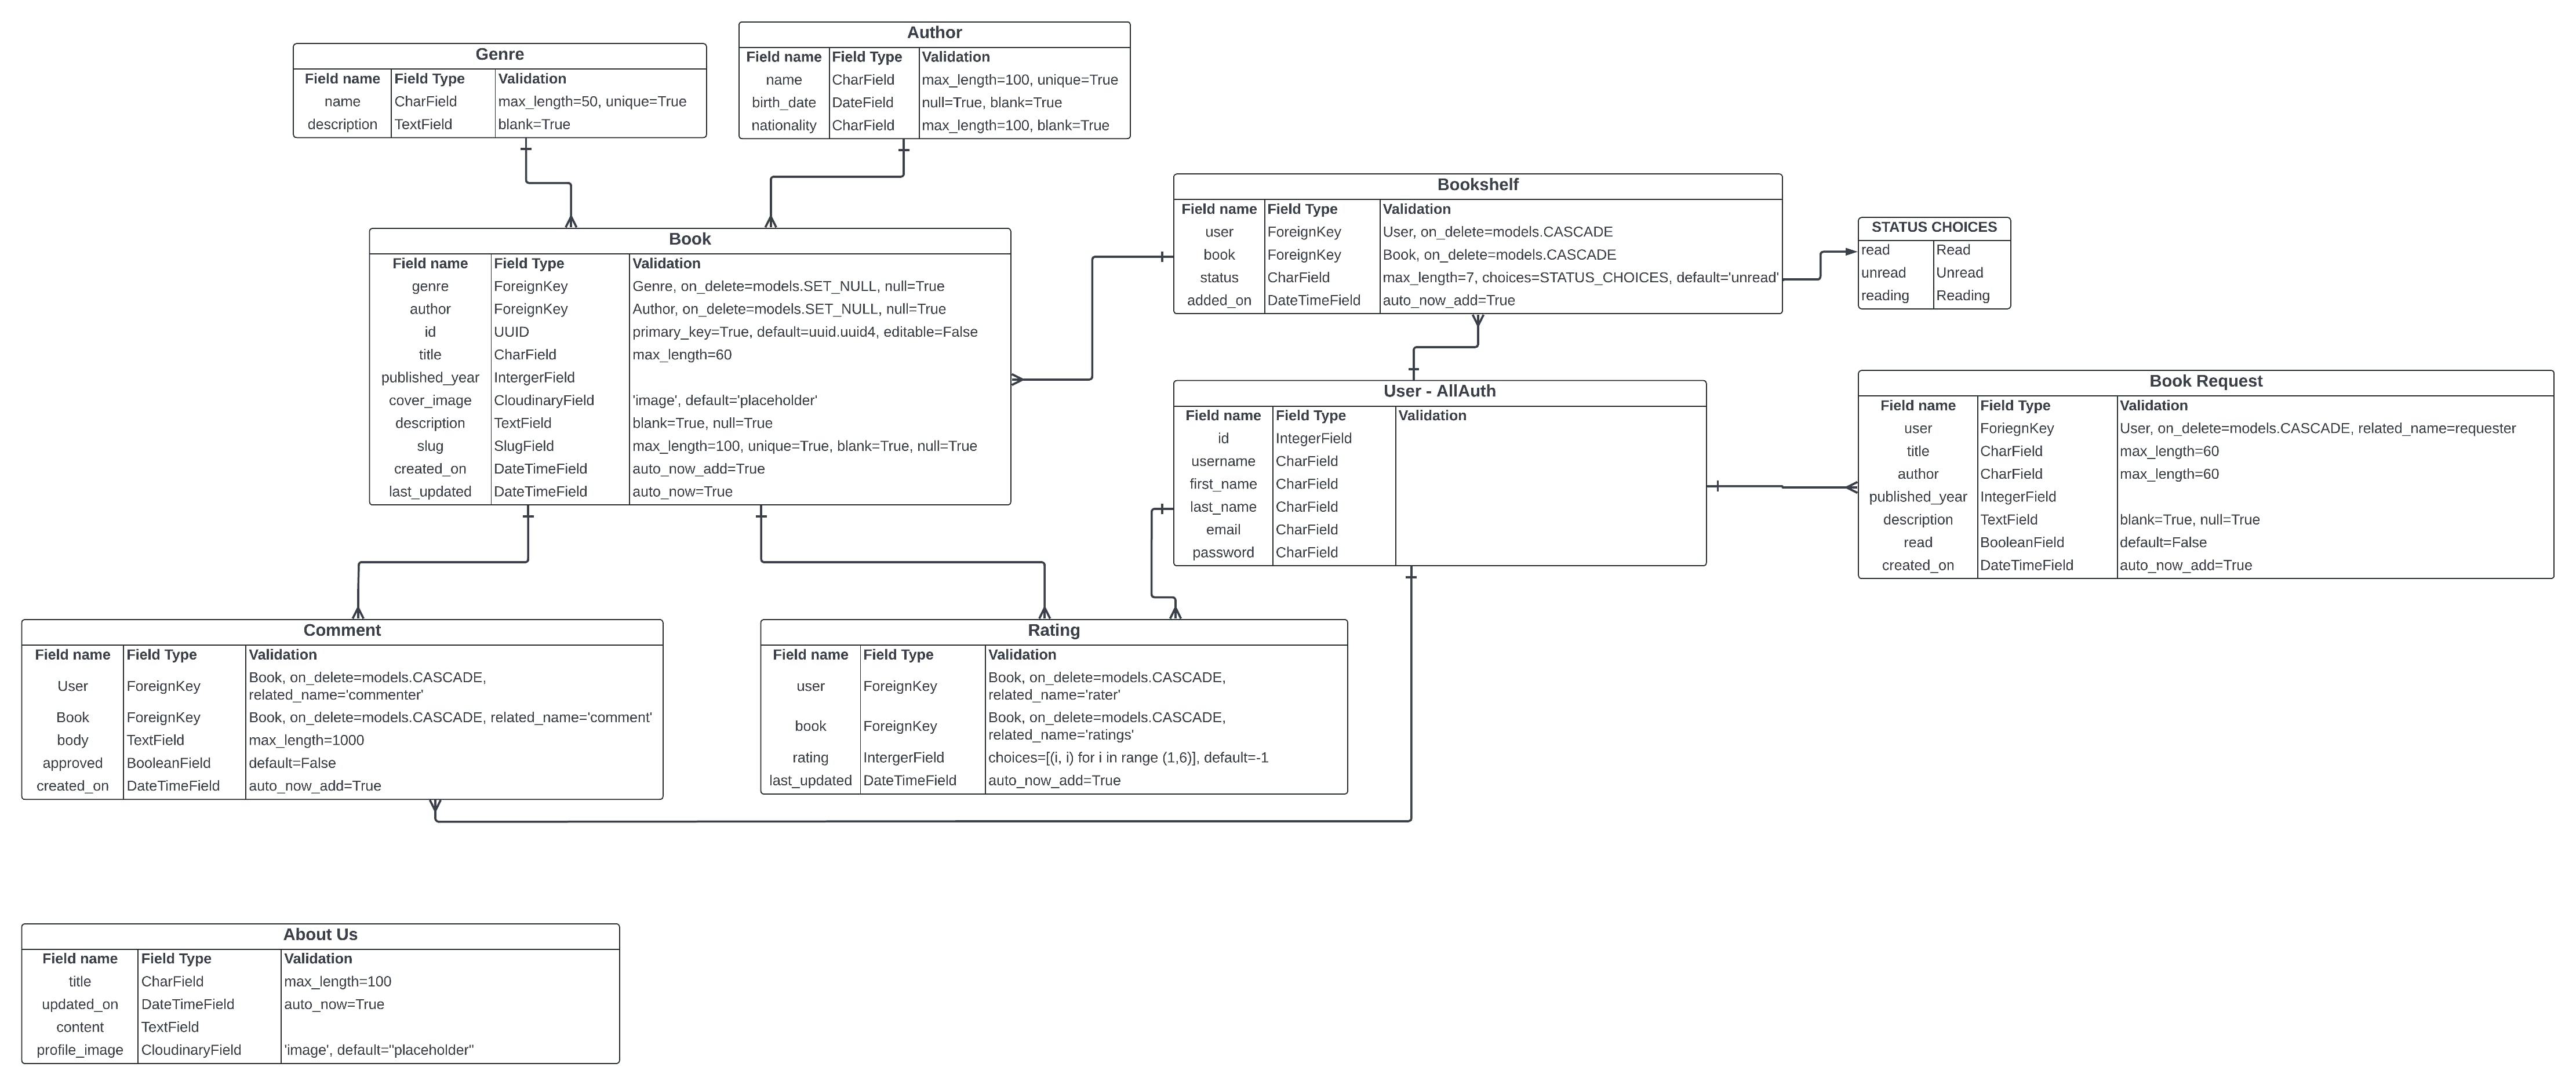 Genre
Field name Field Type Validation
name CharField max_length=50, unique=True
description TextField blank=True
Author
Field name Field Type Validation
name CharField max_length=100, unique=True
birth_date DateField null=True, blank=True
nationality CharField max_length=100, blank=True
Book
Field name Field Type Validation
genre ForeignKey Genre, on_delete=models.SET_NULL, null=True
author ForeignKey Author, on_delete=models.SET_NULL, null=True
id UUID primary_key=True, default=uuid.uuid4, editable=False
title CharField max_length=60
published_year IntergerField
cover_image CloudinaryField 'image', default='placeholder'
description TextField blank=True, null=True
slug SlugField max_length=100, unique=True, blank=True, null=True
created_on DateTimeField auto_now_add=True
last_updated DateTimeField auto_now=True
Bookshelf
Field name Field Type Validation
user ForeignKey User, on_delete=models.CASCADE
book ForeignKey Book, on_delete=models.CASCADE
status CharField max_length=7, choices=STATUS_CHOICES, default='unread'
added_on DateTimeField auto_now_add=True
STATUS CHOICES
read Read
unread Unread
reading Reading
User - AllAuth
Field name Field Type Validation
id IntegerField
username CharField
first_name CharField
last_name CharField
email CharField
password CharField
Book Request
Field name Field Type Validation
user ForiegnKey User, on_delete=models.CASCADE, related_name=requester
title CharField max_length=60
author CharField max_length=60
published_year IntegerField
description TextField blank=True, null=True
read BooleanField default=False
created_on DateTimeField auto_now_add=True
Comment
Field name Field Type Validation
User ForeignKey Book, on_delete=models.CASCADE,
related_name='commenter'
Book ForeignKey Book, on_delete=models.CASCADE, related_name='comment'
body TextField max_length=1000
approved BooleanField default=False
created_on DateTimeField auto_now_add=True
Rating
Field name Field Type Validation
user ForeignKey Book, on_delete=models.CASCADE,
related_name='rater'
book ForeignKey Book, on_delete=models.CASCADE,
related_name='ratings'
rating IntergerField choices=[(i, i) for i in range (1,6)], default=-1
last_updated DateTimeField auto_now_add=True
About Us
Field name Field Type Validation
title CharField max_length=100
updated_on DateTimeField auto_now=True
content TextField
profile_image CloudinaryField 'image', default="placeholder"